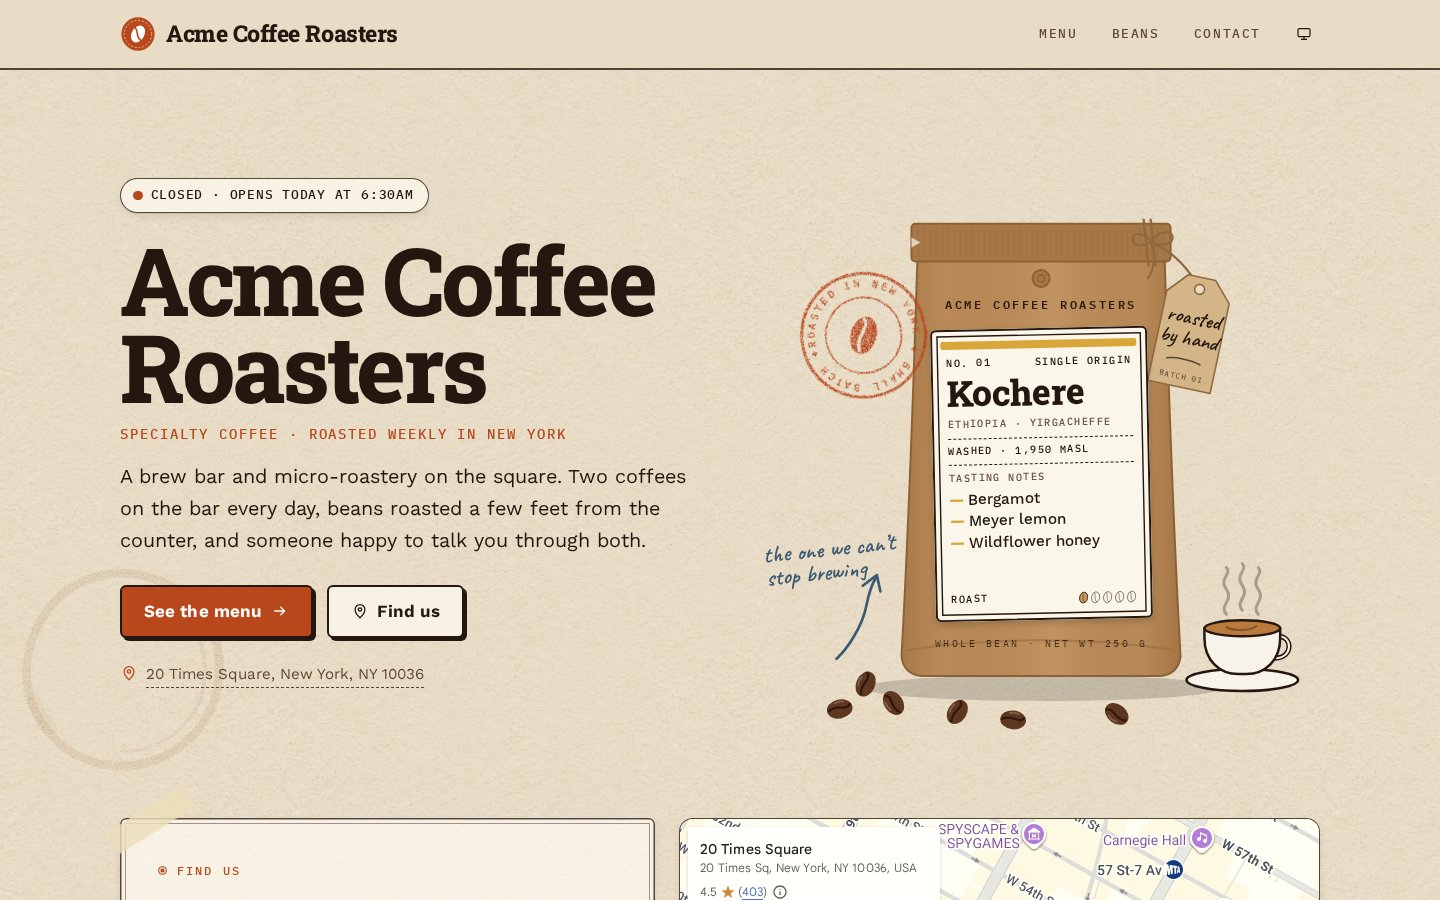 Acme Coffee Roasters
MENU
BEANS
CONTACT
CLOSED · OPENS TODAY AT 6:30AM
Acme Coffee
Roasters
SPECIALTY COFFEE · ROASTED WEEKLY IN NEW YORK
A brew bar and micro-roastery on the square. Two coffees
on the bar every day, beans roasted a few feet from the
counter, and someone happy to talk you through both.
See the menu →
Find us
20 Times Square, New York, NY 10036
ROASTED IN NEW YORK
SMALL BATCH
ACME COFFEE ROASTERS
roasted
by hand
BATCH 01
NO. 01
SINGLE ORIGIN
Kochere
ETHIOPIA · YIRGACHEFFE
WASHED · 1,950 MASL
TASTING NOTES
Bergamot
Meyer lemon
Wildflower honey
ROAST
WHOLE BEAN · NET WT 250 G
the one we can't
stop brewing
FIND US
20 Times Square
20 Times Sq, New York, NY 10036, USA
4.5 ★ (403)
SPYSCAPE &
SPYGAMES
Carnegie Hall
57 St-7 Av
MTA
W 57th St
W 54th St